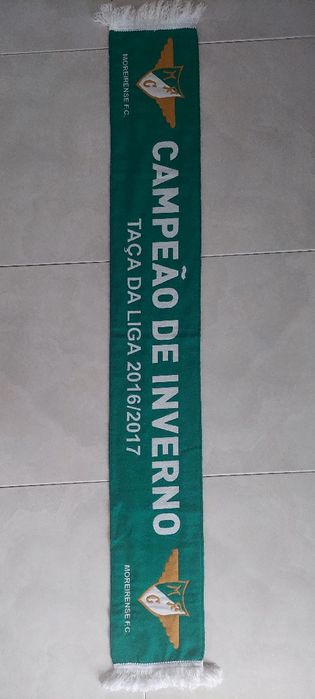 MOREIRENSE F.C.
CAMPEÃO DE INVERNO
TAÇA DA LIGA 2016/2017
MOREIRENSE F.C.